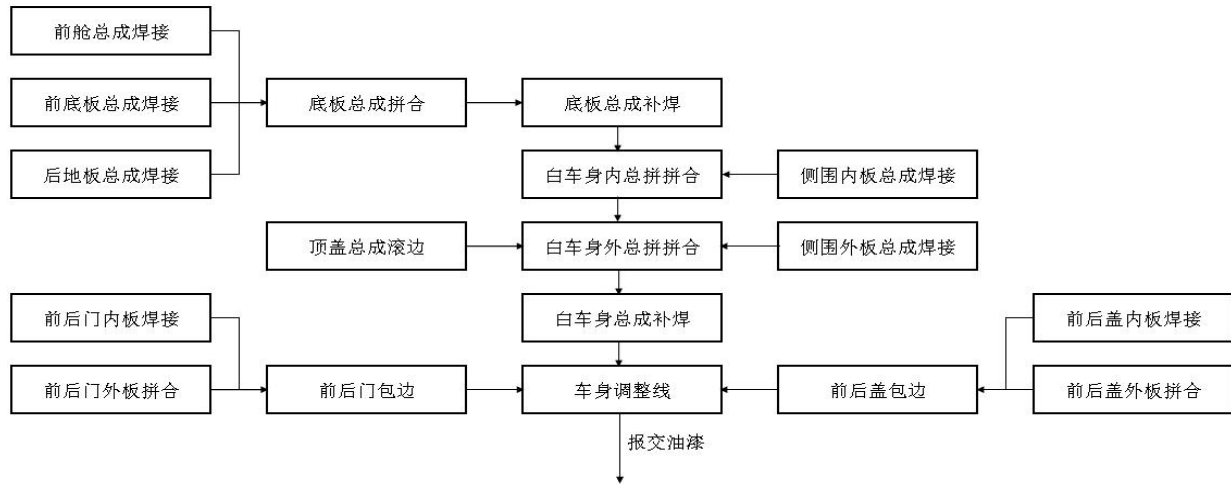 前舱总成焊接
前底板总成焊接
底板总成拼合
底板总成补焊
后地板总成焊接
白车身内总拼拼合
侧围内板总成焊接
顶盖总成滚边
白车身外总拼拼合
侧围外板总成焊接
前后门内板焊接
白车身总成补焊
前后盖内板焊接
前后门外板拼合
前后门包边
车身调整线
前后盖包边
前后盖外板拼合
报交油漆